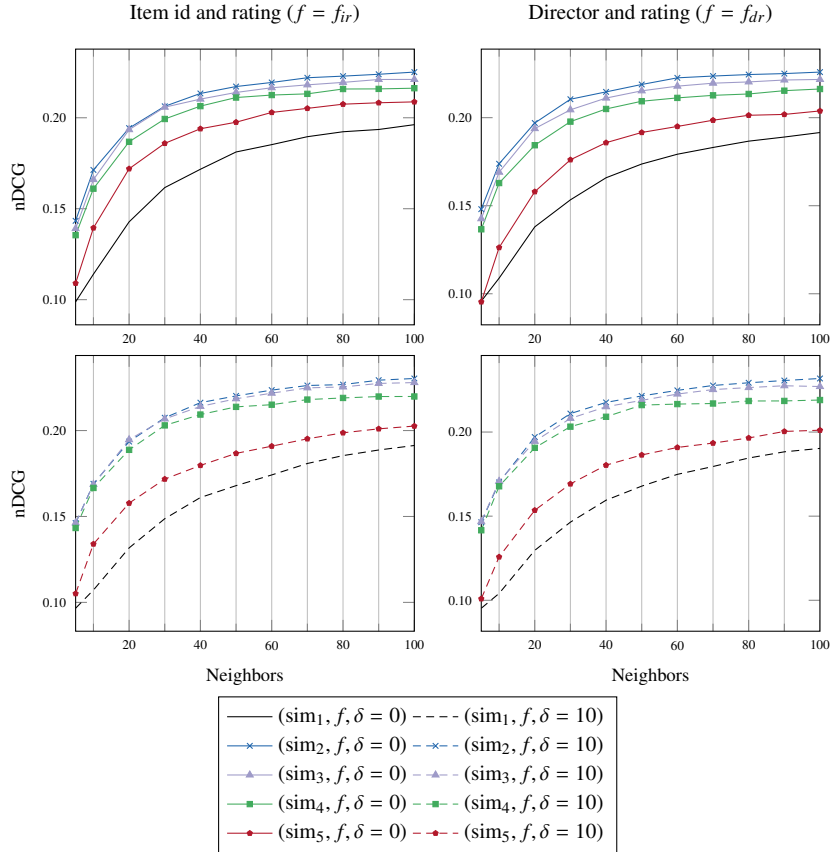 Item id and rating (f = f_ir)
Director and rating (f = f_dr)
nDCG
0.20
0.15
0.10
20 40 60 80 100
0.20
0.15
0.10
20 40 60 80 100
nDCG
0.20
0.15
0.10
20 40 60 80 100
Neighbors
0.20
0.15
0.10
20 40 60 80 100
Neighbors
(sim₁, f, δ = 0) (sim₁, f, δ = 10)
(sim₂, f, δ = 0) (sim₂, f, δ = 10)
(sim₃, f, δ = 0) (sim₃, f, δ = 10)
(sim₄, f, δ = 0) (sim₄, f, δ = 10)
(sim₅, f, δ = 0) (sim₅, f, δ = 10)